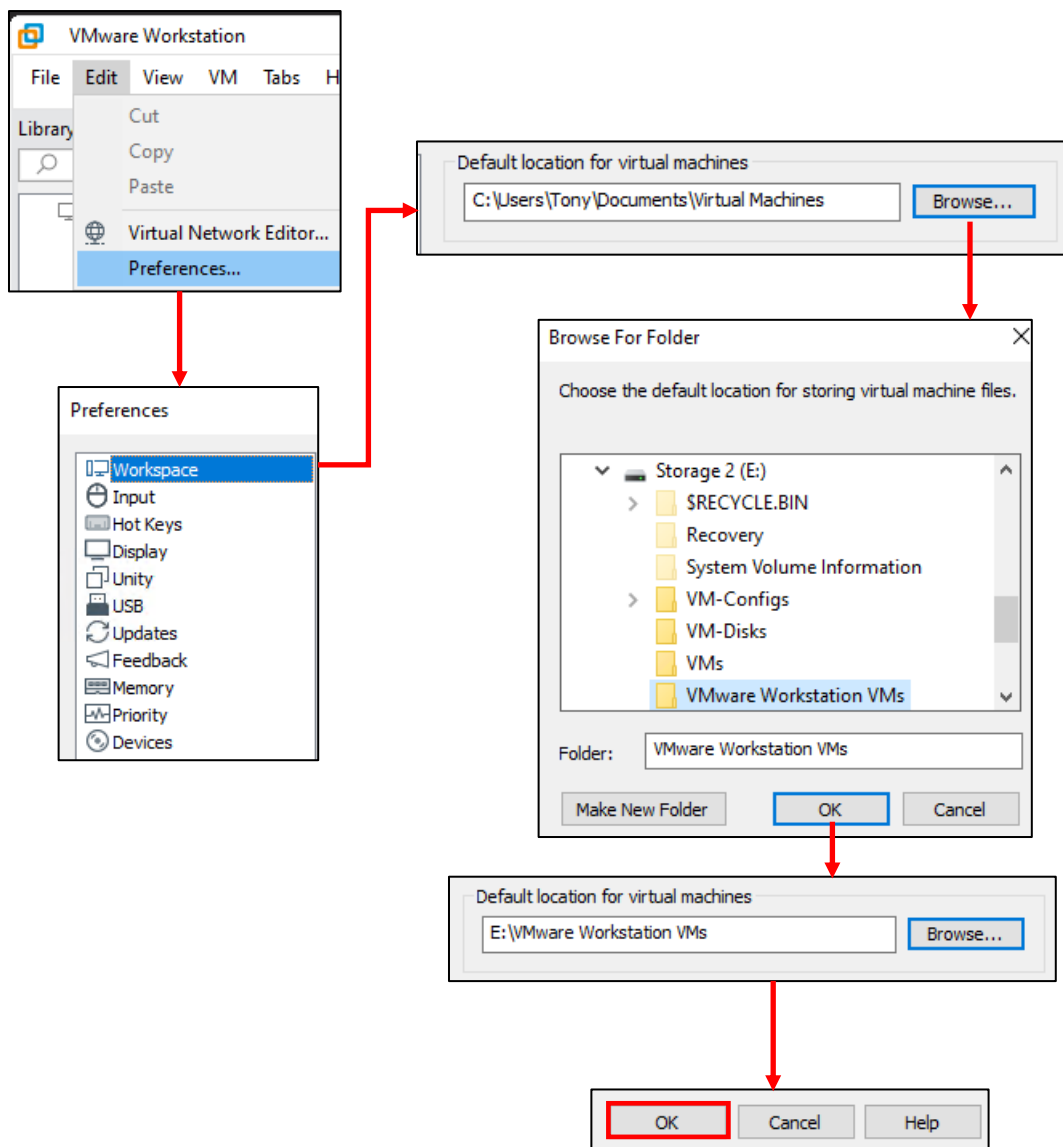 VMware Workstation
File Edit View VM Tabs H
Library
Cut
Copy
Paste
Virtual Network Editor...
Preferences...
Preferences
Workspace
Input
Hot Keys
Display
Unity
USB
Updates
Feedback
Memory
Priority
Devices
Default location for virtual machines
C:\Users\Tony\Documents\Virtual Machines
Browse...
Browse For Folder
Choose the default location for storing virtual machine files.
Storage 2 (E:)
$RECYCLE.BIN
Recovery
System Volume Information
VM-Configs
VM-Disks
VMs
VMware Workstation VMs
Folder: VMware Workstation VMs
Make New Folder OK Cancel
Default location for virtual machines
E:\VMware Workstation VMs Browse...
OK Cancel Help